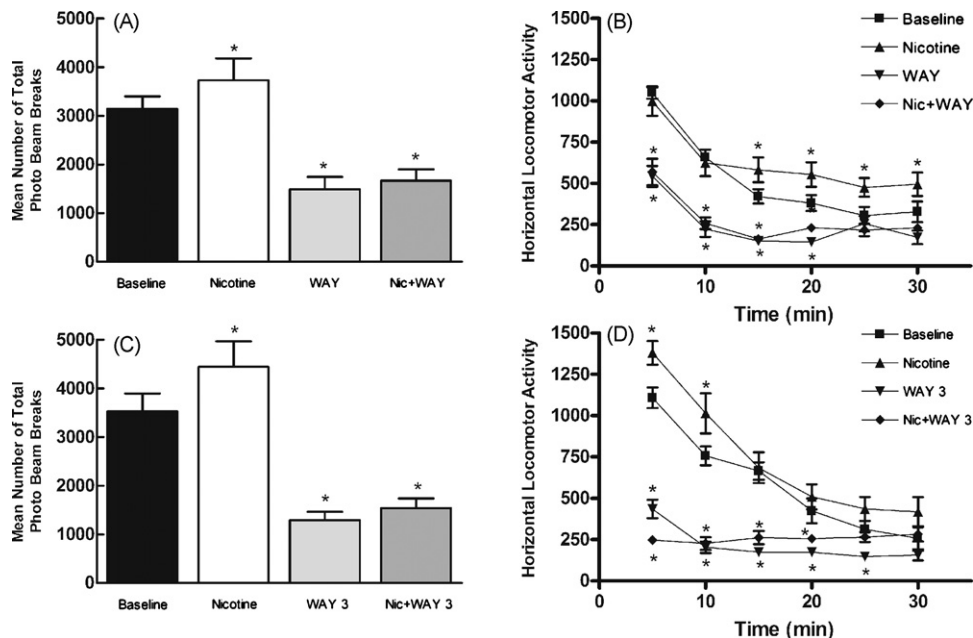 (A)
Mean Number of Total
Photo Beam Breaks
5000
4000
3000
2000
1000
0
*
*
*
Baseline
Nicotine
WAY
Nic+WAY
(B)
Horizontal Locomotor Activity
1500
1250
1000
750
500
250
0
Baseline
Nicotine
WAY
Nic+WAY
* * * *
*
*
*
*
*
* *
0 10 20 30
Time (min)
(C)
Mean Number of Total
Photo Beam Breaks
5000
4000
3000
2000
1000
0
*
*
*
Baseline
Nicotine
WAY 3
Nic+WAY 3
(D)
Horizontal Locomotor Activity
1500
1250
1000
750
500
250
0
Baseline
Nicotine
WAY 3
Nic+WAY 3
*
*
*
* * *
* * * * *
0 10 20 30
Time (min)